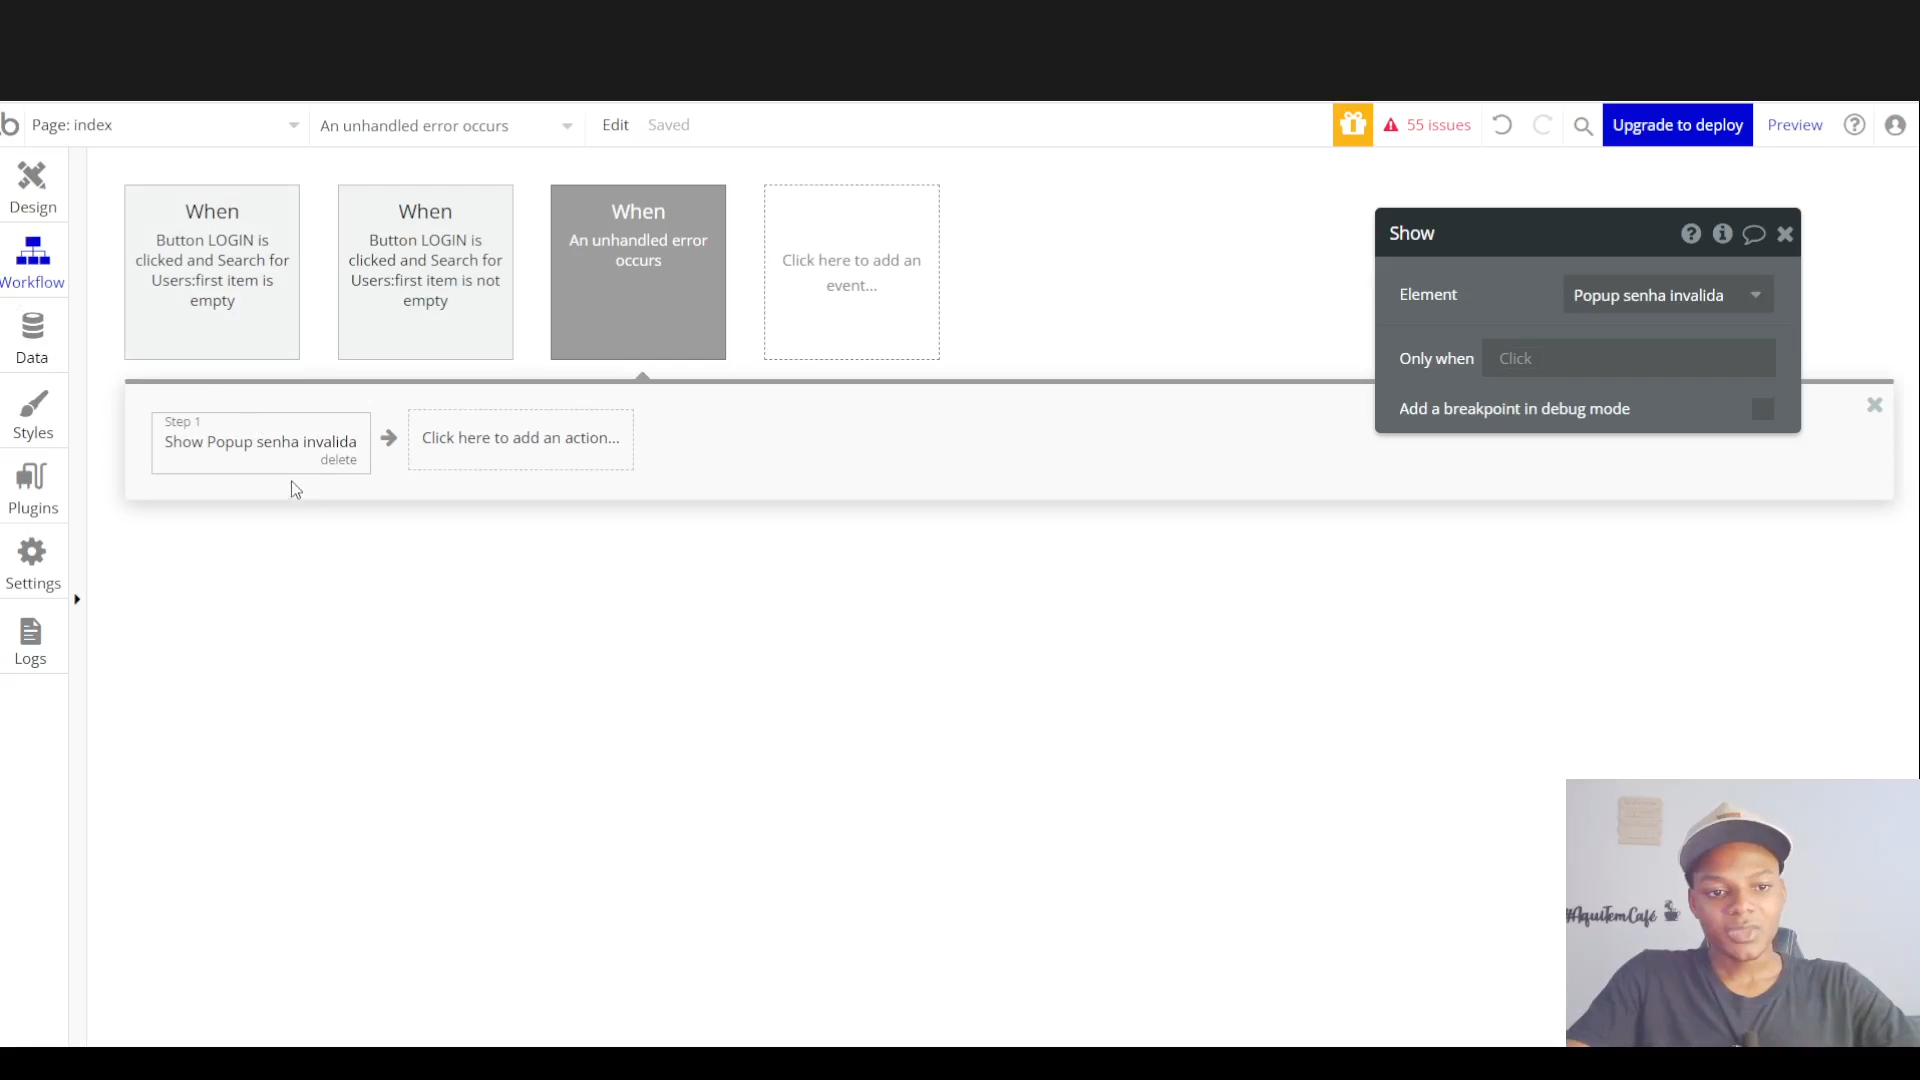 Page: index
An unhandled error occurs
Edit
Saved
55 issues
Upgrade to deploy
Preview
Design
Workflow
Data
Styles
Plugins
Settings
Logs
When
Button LOGIN is
clicked and Search for
Users:first item is
empty
When
Button LOGIN is
clicked and Search for
Users:first item is not
empty
When
An unhandled error
occurs
Click here to add an
event...
Show
Element
Popup senha invalida
Only when
Click
Add a breakpoint in debug mode
Step 1
Show Popup senha invalida
delete
Click here to add an action...
#AquiTemCafé